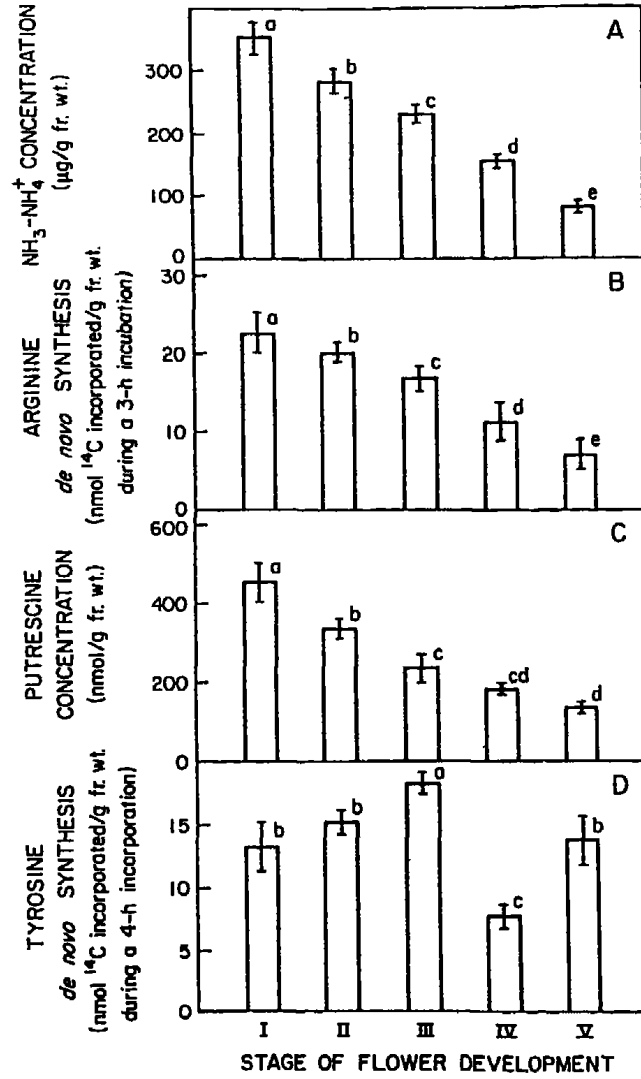 NH₃-NH₄⁺ CONCENTRATION
(μg/g fr. wt.)
300
200
100
0
A
a
b
c
d
e
ARGININE
de novo SYNTHESIS
(nmol ¹⁴C incorporated/g fr. wt.
during a 3-h incubation)
30
20
10
0
B
a
b
c
d
e
PUTRESCINE
CONCENTRATION
(nmol/g fr. wt.)
600
400
200
0
C
a
b
c
cd
d
TYROSINE
de novo SYNTHESIS
(nmol ¹⁴C incorporated/g fr. wt.
during a 4-h incorporation)
15
10
5
0
D
b
b
a
c
b
I II III IV V
STAGE OF FLOWER DEVELOPMENT